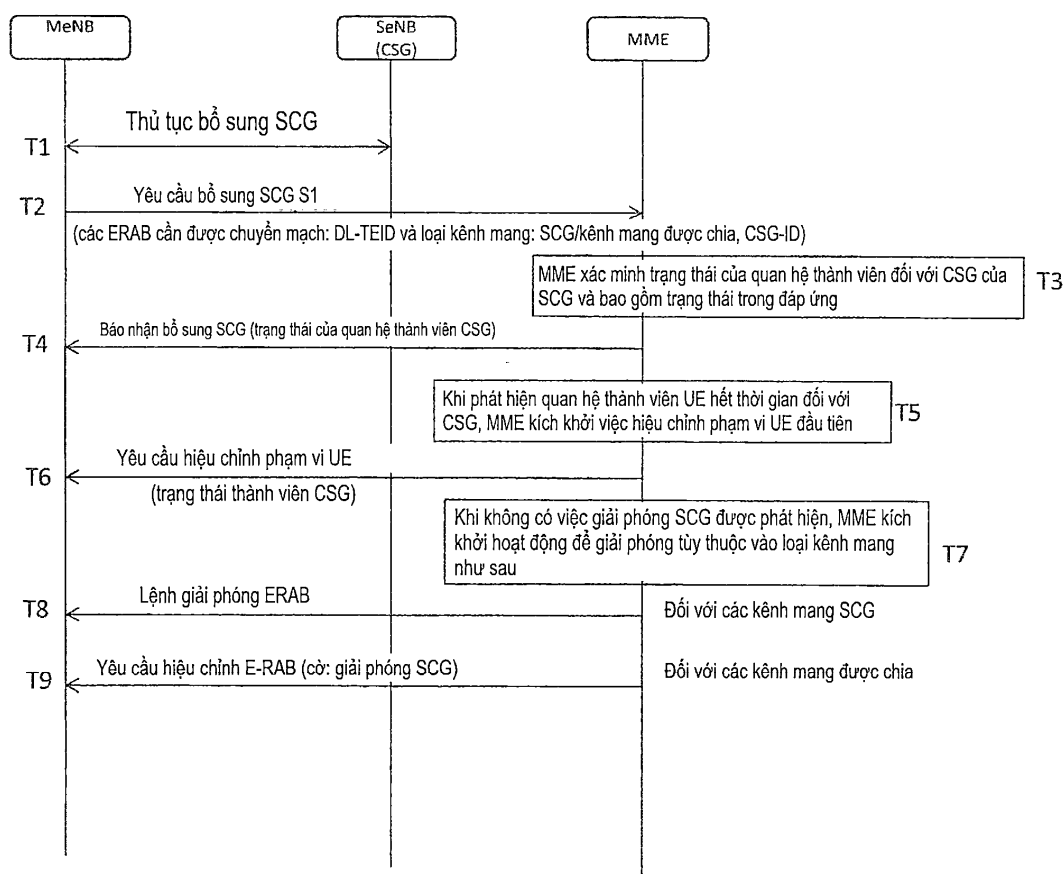 MeNB
SeNB
(CSG)
MME
Thủ tục bổ sung SCG
T1
Yêu cầu bổ sung SCG S1
T2
(các ERAB cần được chuyển mạch: DL-TEID và loại kênh mang: SCG/kênh mang được chia, CSG-ID)
MME xác minh trạng thái của quan hệ thành viên đối với CSG của
SCG và bao gồm trạng thái trong đáp ứng
T3
Báo nhận bổ sung SCG (trạng thái của quan hệ thành viên CSG)
T4
Khi phát hiện quan hệ thành viên UE hết thời gian đối với
CSG, MME kích khởi việc hiệu chỉnh phạm vi UE đầu tiên
T5
Yêu cầu hiệu chỉnh phạm vi UE
T6
(trạng thái thành viên CSG)
Khi không có việc giải phóng SCG được phát hiện, MME kích
khởi hoạt động để giải phóng tùy thuộc vào loại kênh mang
như sau
T7
Lệnh giải phóng ERAB
T8
Đối với các kênh mang SCG
Yêu cầu hiệu chỉnh E-RAB (cờ: giải phóng SCG)
T9
Đối với các kênh mang được chia